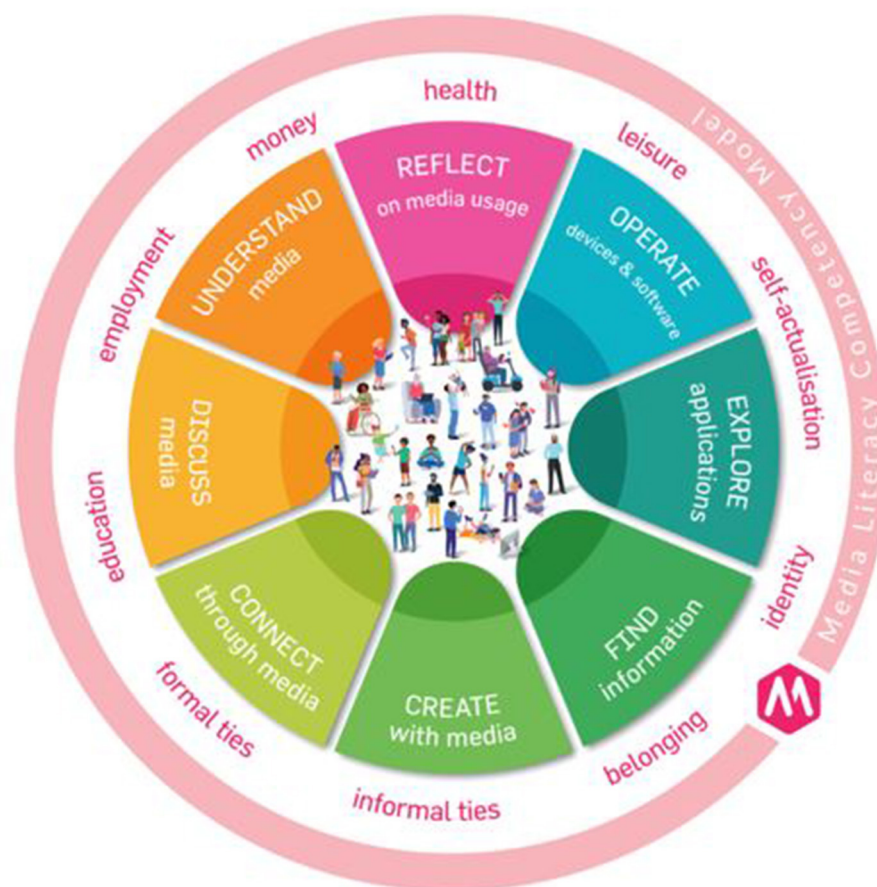 health
leisure
self-actualisation
identity
belonging
informal ties
formal ties
education
employment
money
REFLECT
on media usage
OPERATE
devices & software
EXPLORE
applications
FIND
information
CREATE
with media
CONNECT
through media
DISCUSS
media
UNDERSTAND
media
Media Literacy Competency Model